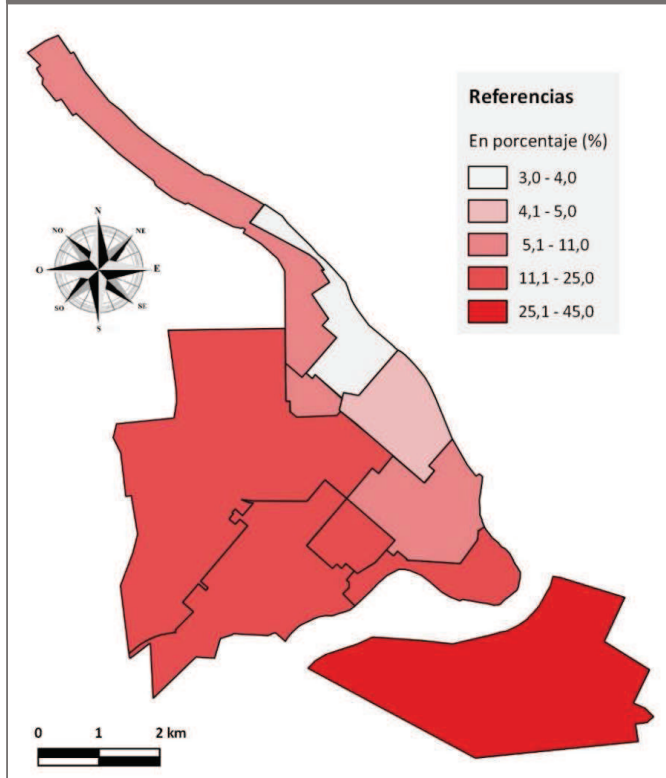 Referencias
En porcentaje (%)
3,0 - 4,0
4,1 - 5,0
5,1 - 11,0
11,1 - 25,0
25,1 - 45,0
N
NO NE
O E
SO SE
S
0 1 2 km